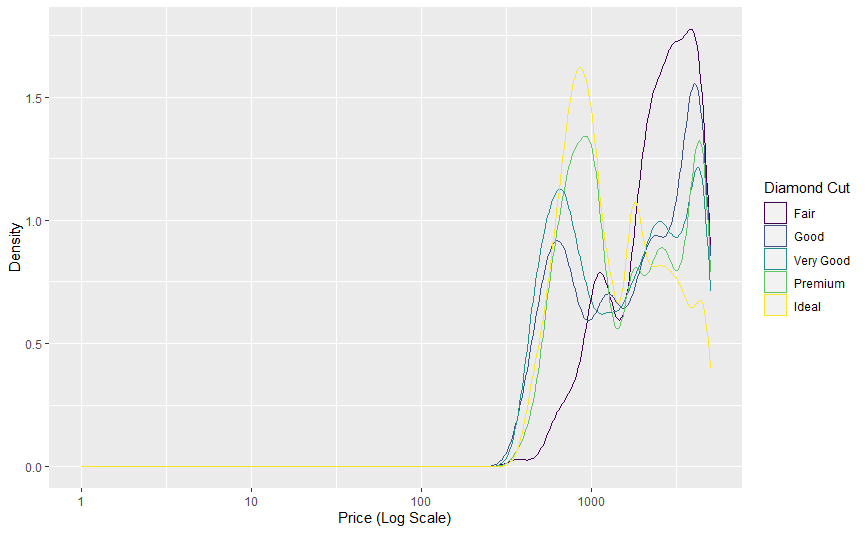 Density
1.5
1.0
0.5
0.0
1 10 100 1000
Price (Log Scale)
Diamond Cut
Fair
Good
Very Good
Premium
Ideal